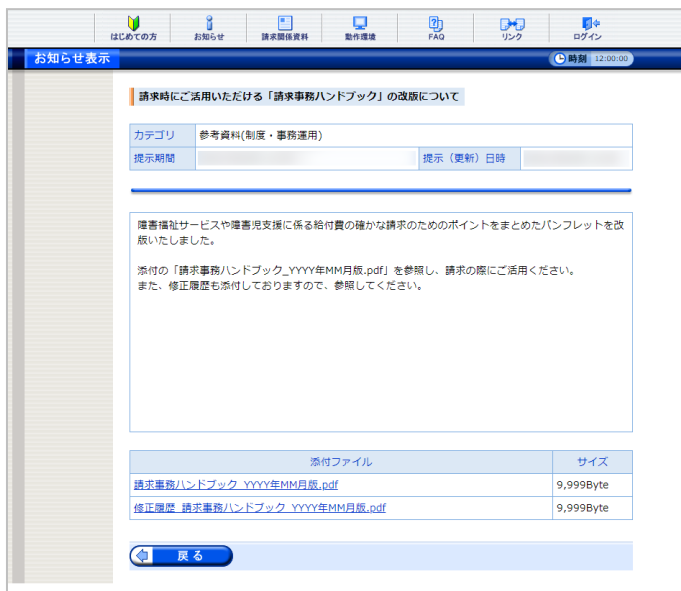 はじめての方 お知らせ 請求関係資料 動作環境 FAQ リンク ログイン
お知らせ表示 時刻 12:00:00
請求時にご活用いただける「請求事務ハンドブック」の改版について
カテゴリ 参考資料(制度・事務運用)
提示期間 提示（更新）日時
障害福祉サービスや障害児支援に係る給付費の確かな請求のためのポイントをまとめたパンフレットを改
版いたしました。
添付の「請求事務ハンドブック_YYYY年MM月版.pdf」を参照し、請求の際にご活用ください。
また、修正履歴も添付しておりますので、参照してください。
添付ファイル サイズ
請求事務ハンドブック_YYYY年MM月版.pdf 9,999Byte
修正履歴_請求事務ハンドブック_YYYY年MM月版.pdf 9,999Byte
戻る